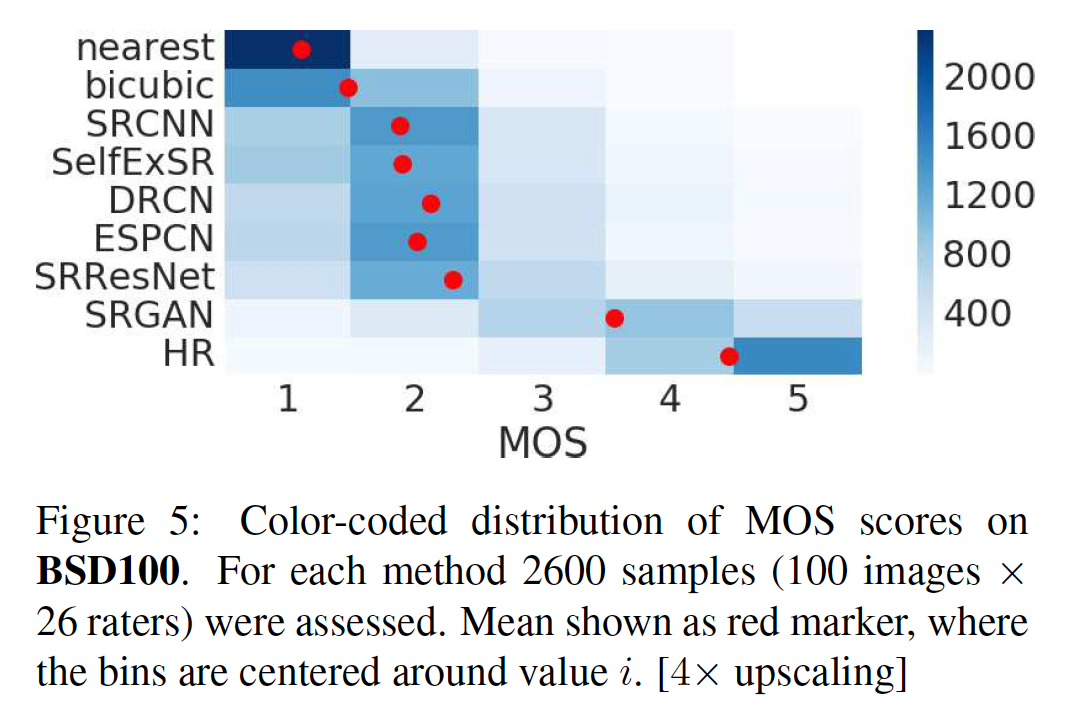 nearest
bicubic
SRCNN
SelfExSR
DRCN
ESPCN
SRResNet
SRGAN
HR
1 2 3 4 5
MOS
2000
1600
1200
800
400
Figure 5: Color-coded distribution of MOS scores on
BSD100. For each method 2600 samples (100 images ×
26 raters) were assessed. Mean shown as red marker, where
the bins are centered around value i. [4× upscaling]